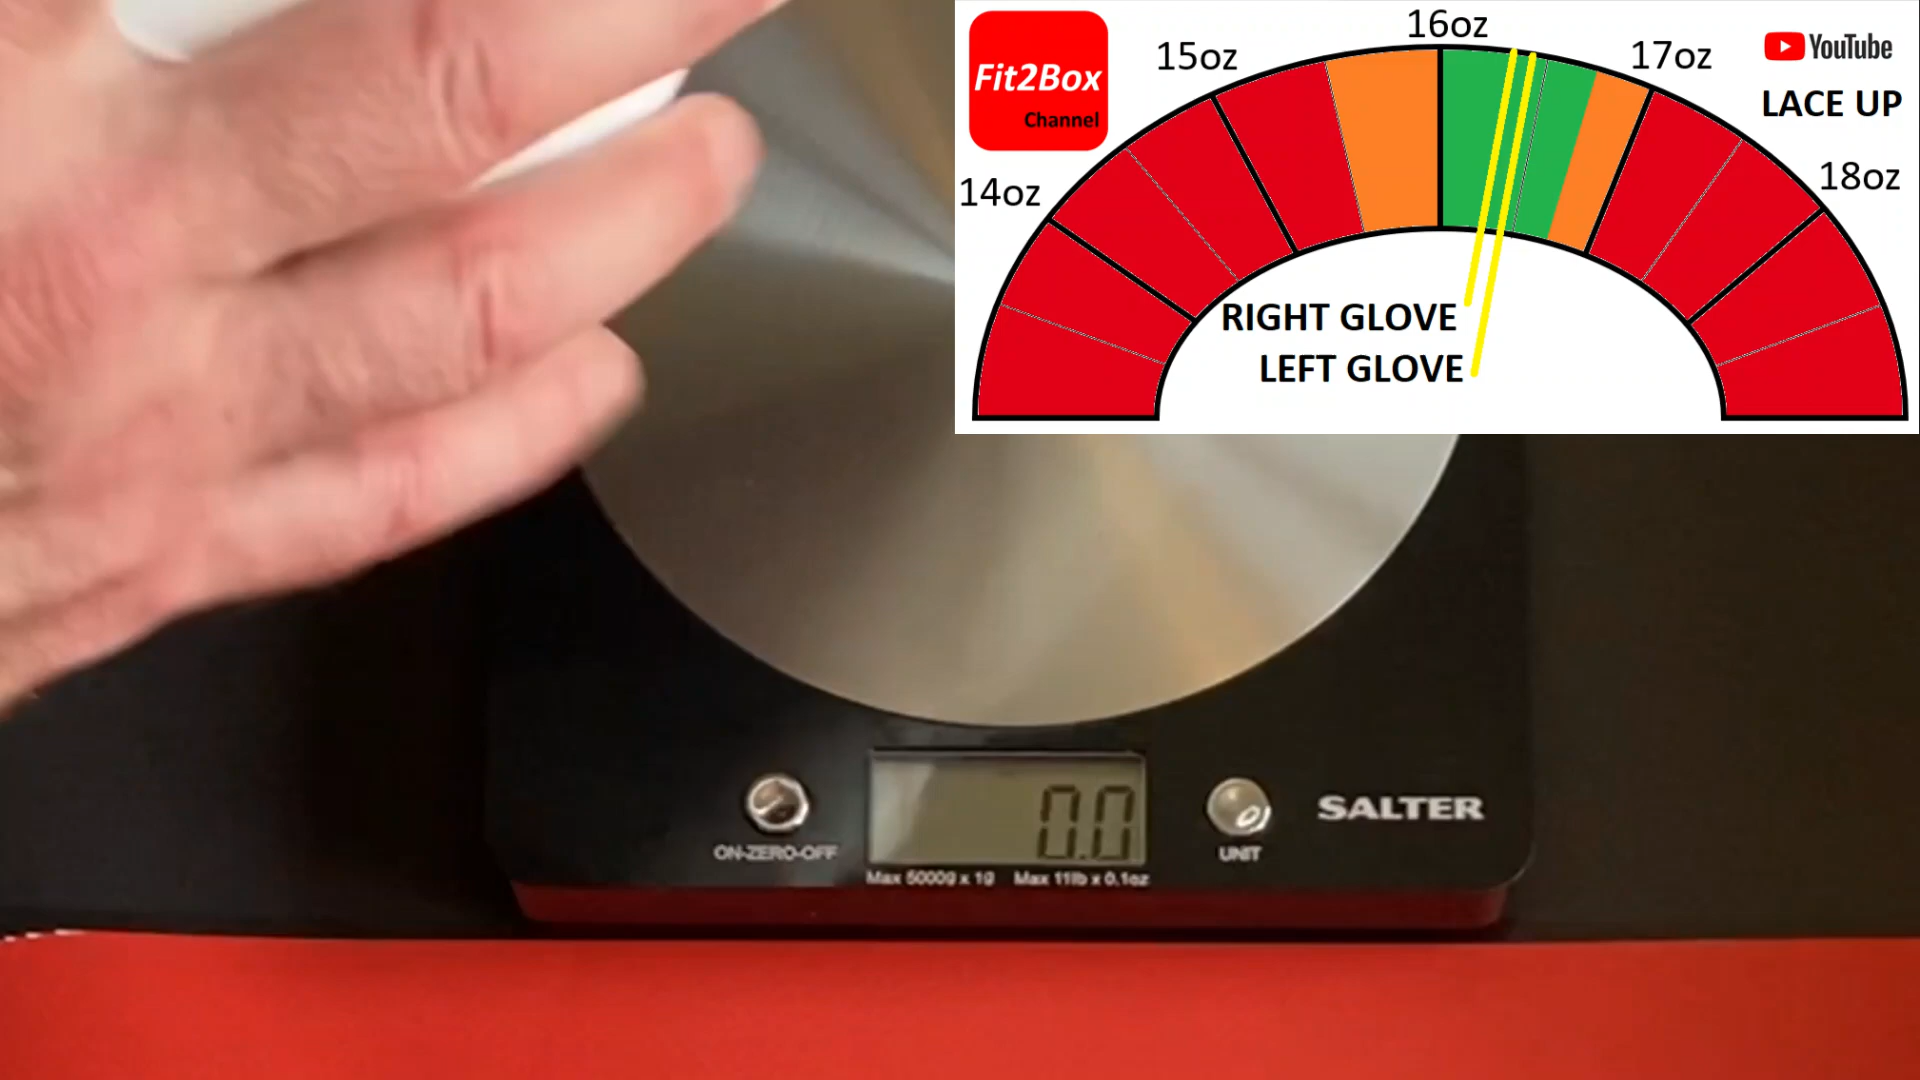 Fit2Box
Channel
14oz
15oz
16oz
17oz
18oz
YouTube
LACE UP
RIGHT GLOVE
LEFT GLOVE
0.0
ON-ZERO-OFF
UNIT
SALTER
Max 5000g x 1g Max 11lb x 0.1oz